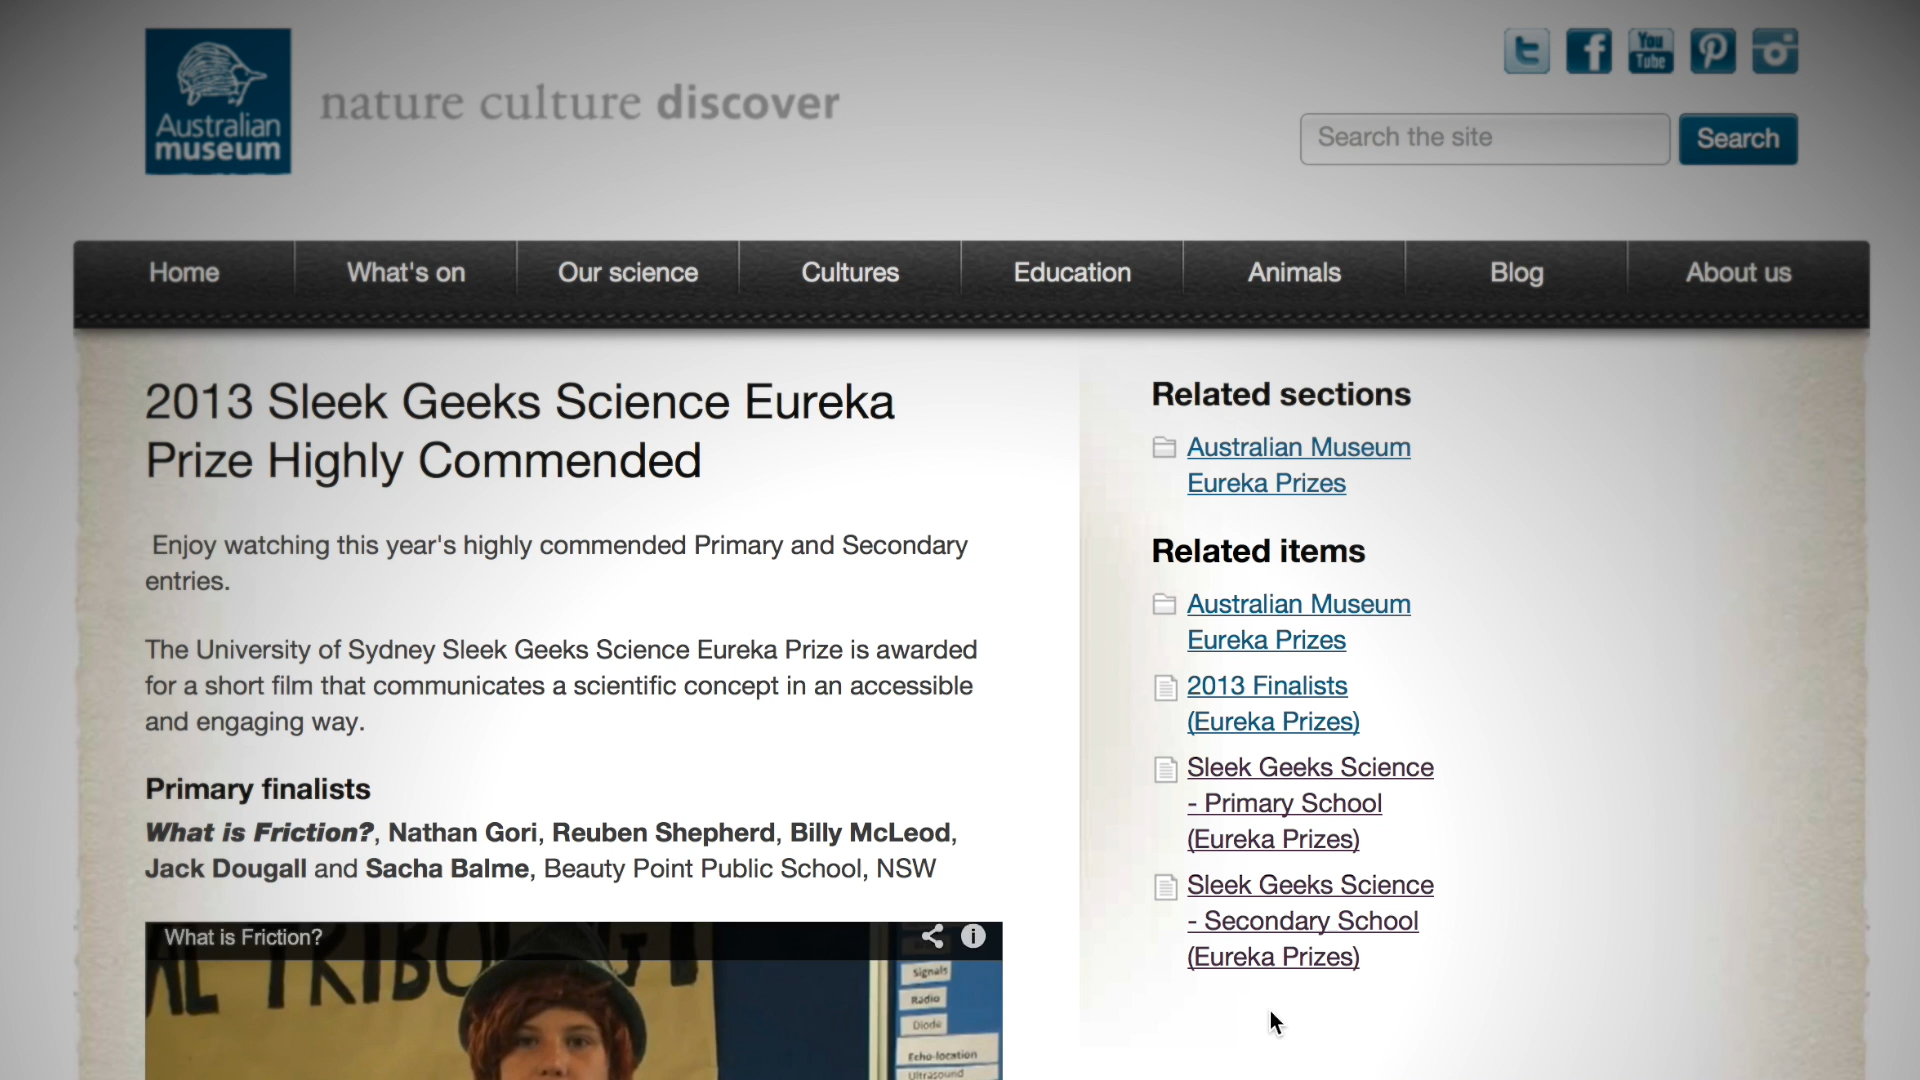 Australian
museum
nature culture discover
You
Tube
Search the site
Search
Home
What's on
Our science
Cultures
Education
Animals
Blog
About us
2013 Sleek Geeks Science Eureka
Prize Highly Commended
Enjoy watching this year's highly commended Primary and Secondary
entries.
The University of Sydney Sleek Geeks Science Eureka Prize is awarded
for a short film that communicates a scientific concept in an accessible
and engaging way.
Primary finalists
What is Friction?, Nathan Gori, Reuben Shepherd, Billy McLeod,
Jack Dougall and Sacha Balme, Beauty Point Public School, NSW
What is Friction?
Signals
Radio
Diode
Echo-location
Ultrasound
Related sections
Australian Museum
Eureka Prizes
Related items
Australian Museum
Eureka Prizes
2013 Finalists
(Eureka Prizes)
Sleek Geeks Science
- Primary School
(Eureka Prizes)
Sleek Geeks Science
- Secondary School
(Eureka Prizes)